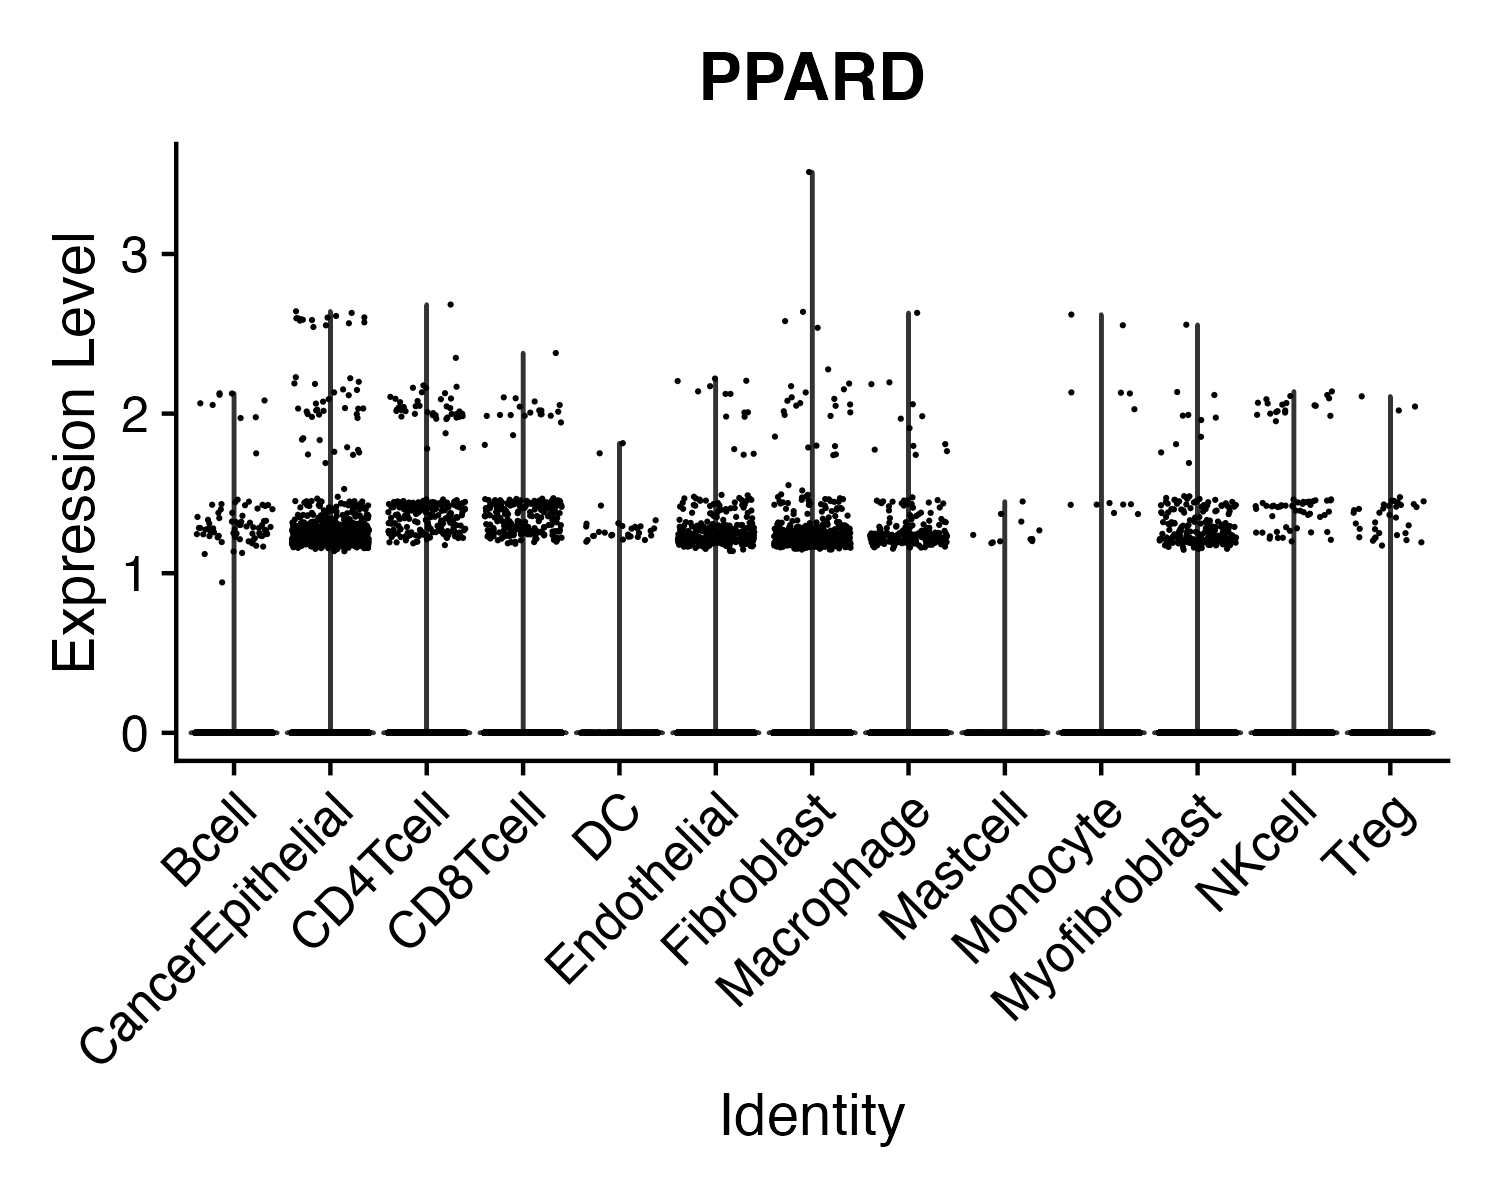 PPARD
Expression Level
3
2
1
0
Bcell
CancerEpithelial
CD4Tcell
CD8Tcell
DC
Endothelial
Fibroblast
Macrophage
Mastcell
Monocyte
Myofibroblast
NKcell
Treg
Identity